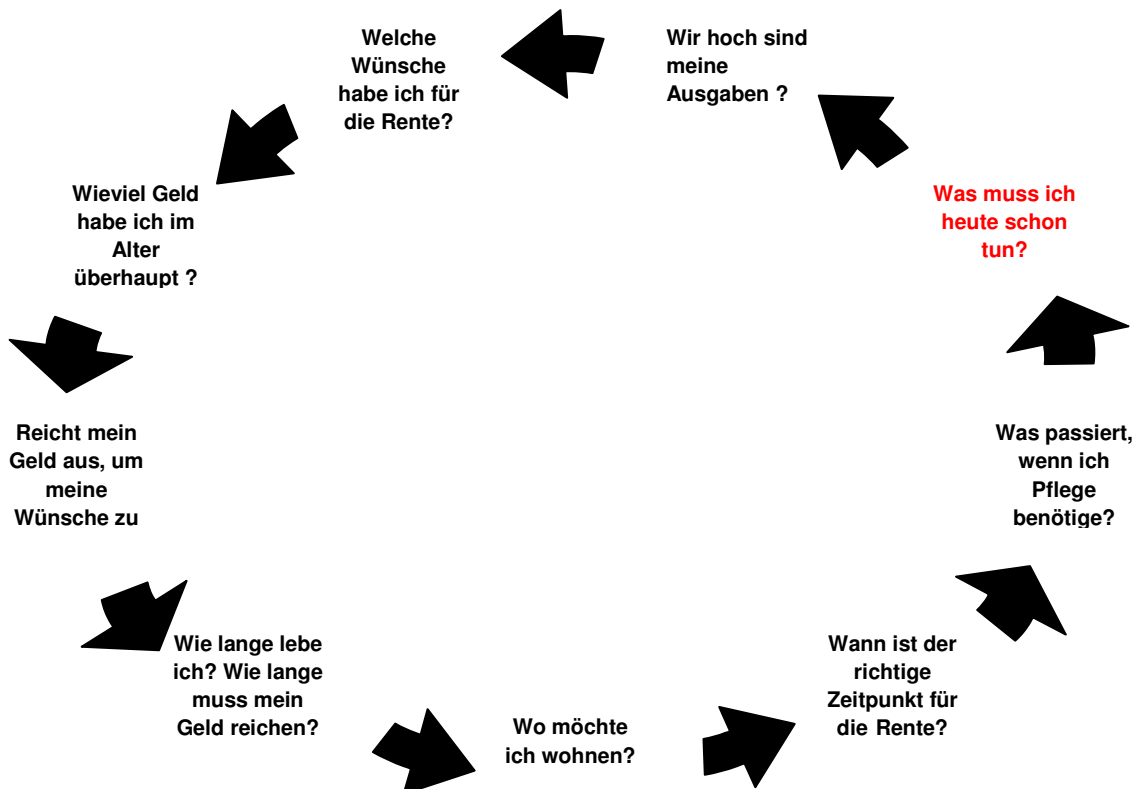 Welche
Wünsche
habe ich für
die Rente?
Wir hoch sind
meine
Ausgaben ?
Was muss ich
heute schon
tun?
Wieviel Geld
habe ich im
Alter
überhaupt ?
Reicht mein
Geld aus, um
meine
Wünsche zu
Was passiert,
wenn ich
Pflege
benötige?
Wie lange lebe
ich? Wie lange
muss mein
Geld reichen?
Wo möchte
ich wohnen?
Wann ist der
richtige
Zeitpunkt für
die Rente?